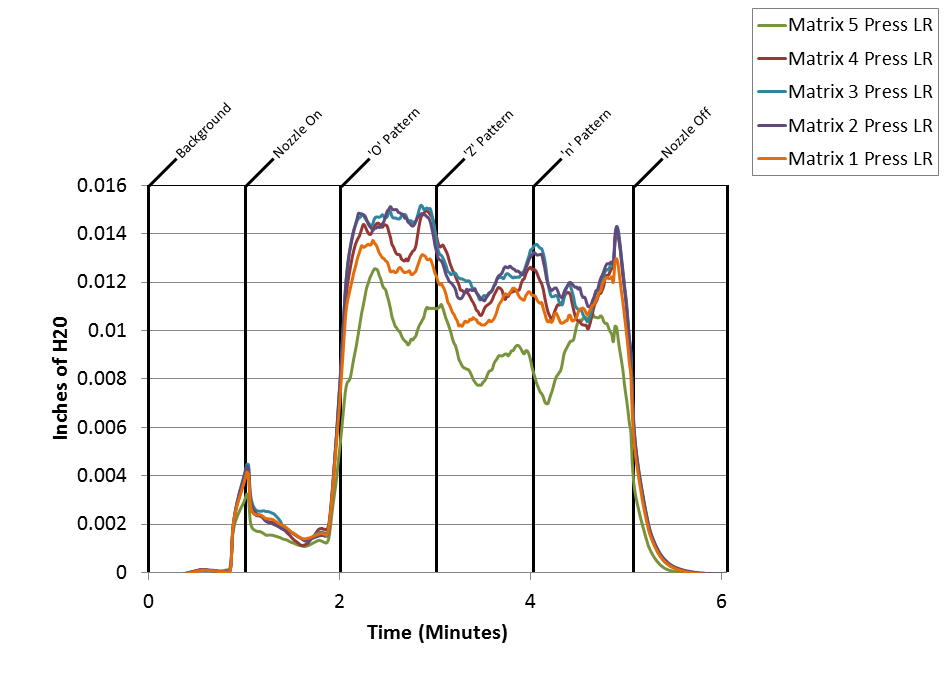 Matrix 5 Press LR
Matrix 4 Press LR
Matrix 3 Press LR
Matrix 2 Press LR
Matrix 1 Press LR
Background
Nozzle On
'O' Pattern
'Z' Pattern
'n' Pattern
Nozzle Off
0.016
0.014
0.012
0.01
0.008
0.006
0.004
0.002
0
Inches of H20
0 2 4 6
Time (Minutes)